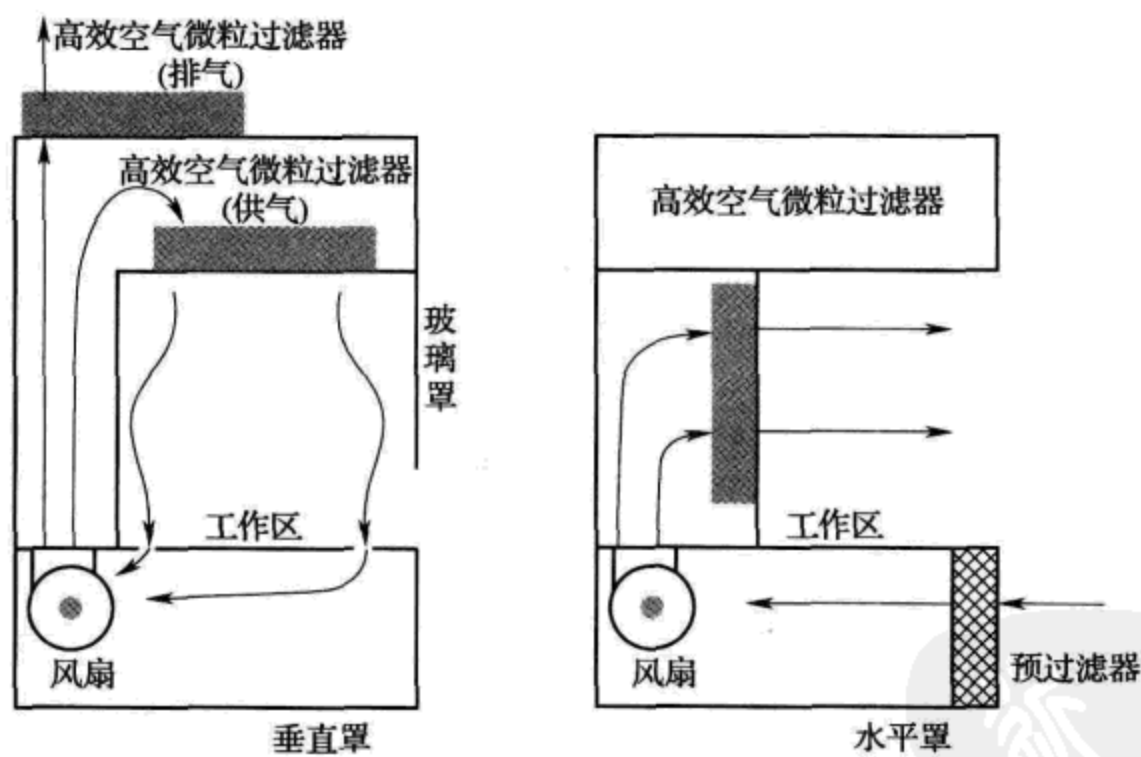 高效空气微粒过滤器
(排气)
高效空气微粒过滤器
(供气)
玻璃罩
工作区
风扇
垂直罩
高效空气微粒过滤器
工作区
风扇
预过滤器
水平罩